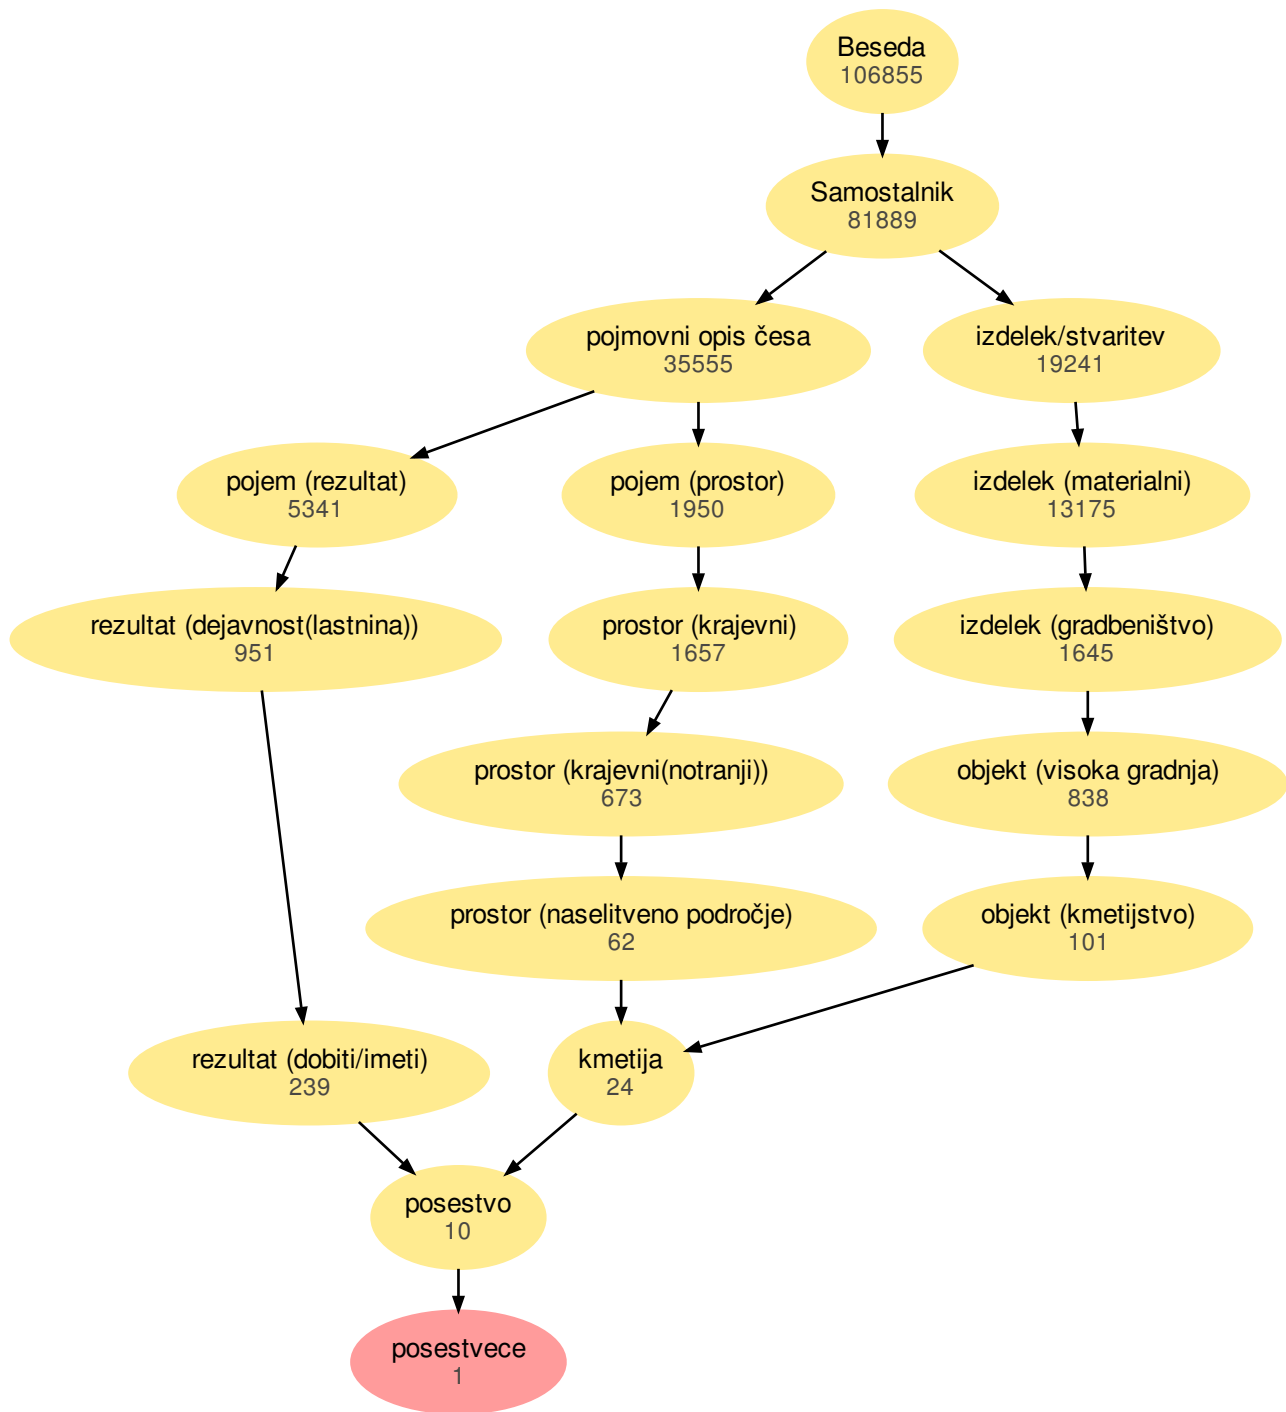 Beseda
106855
Samostalnik
81889
pojmovni opis česa
35555
izdelek/stvaritev
19241
pojem (rezultat)
5341
pojem (prostor)
1950
izdelek (materialni)
13175
rezultat (dejavnost(lastnina))
951
prostor (krajevni)
1657
izdelek (gradbeništvo)
1645
prostor (krajevni(notranji))
673
objekt (visoka gradnja)
838
prostor (naselitveno področje)
62
objekt (kmetijstvo)
101
rezultat (dobiti/imeti)
239
kmetija
24
posestvo
10
posestvece
1